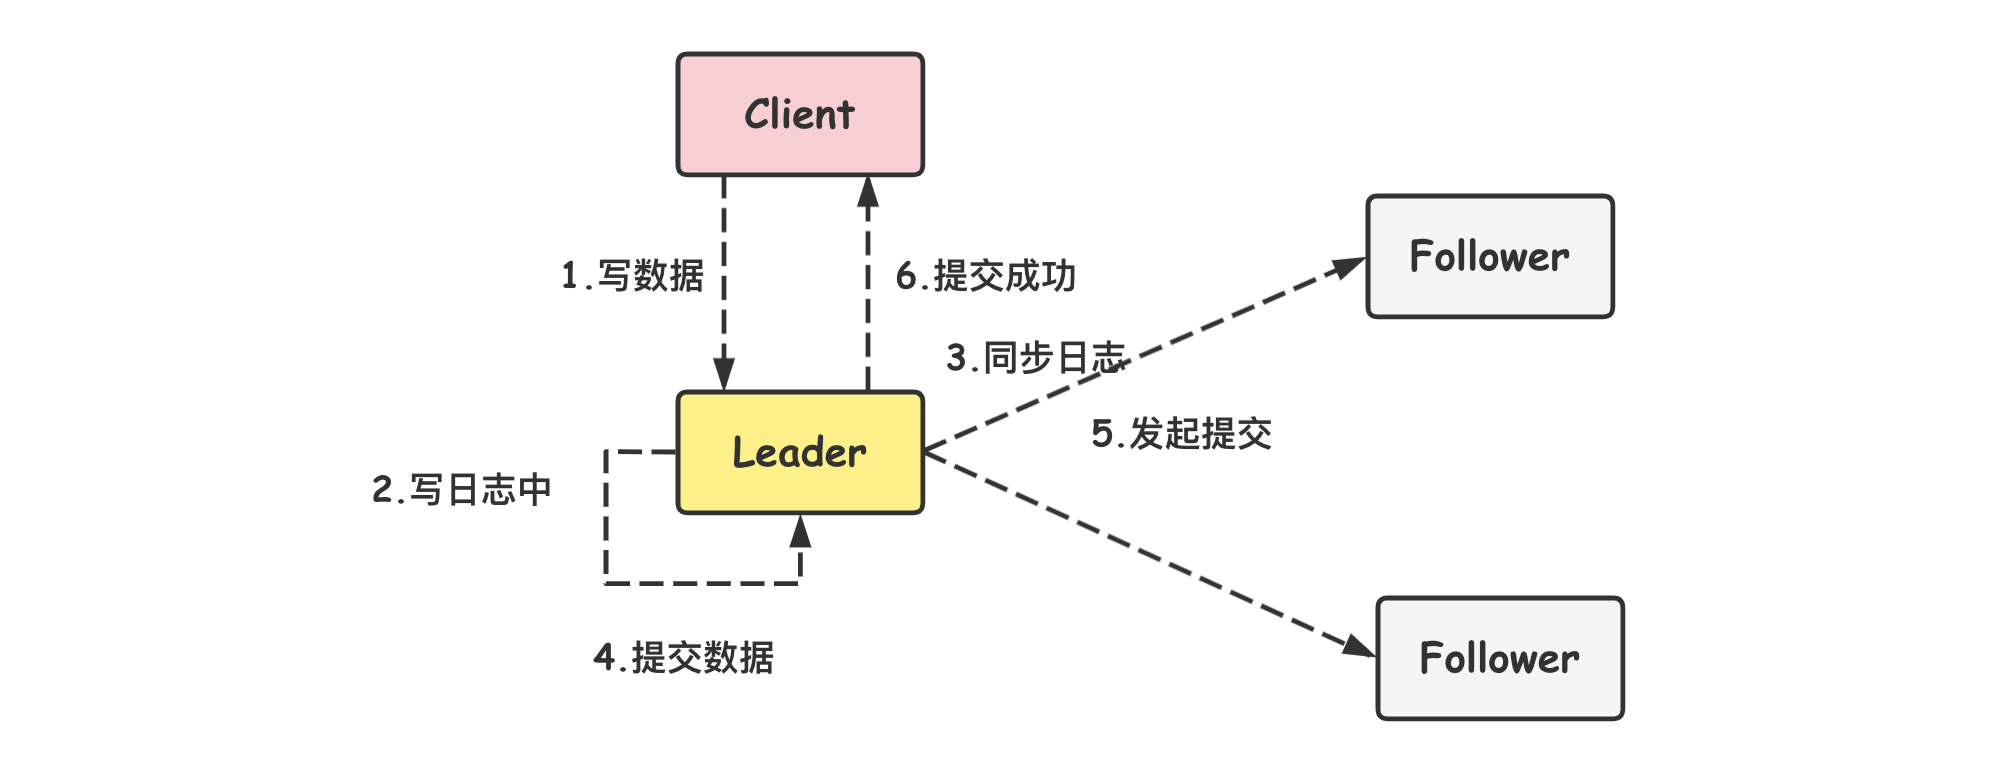 Client
Follower
1.写数据
6.提交成功
3.同步日志
5.发起提交
Leader
2.写日志中
4.提交数据
Follower